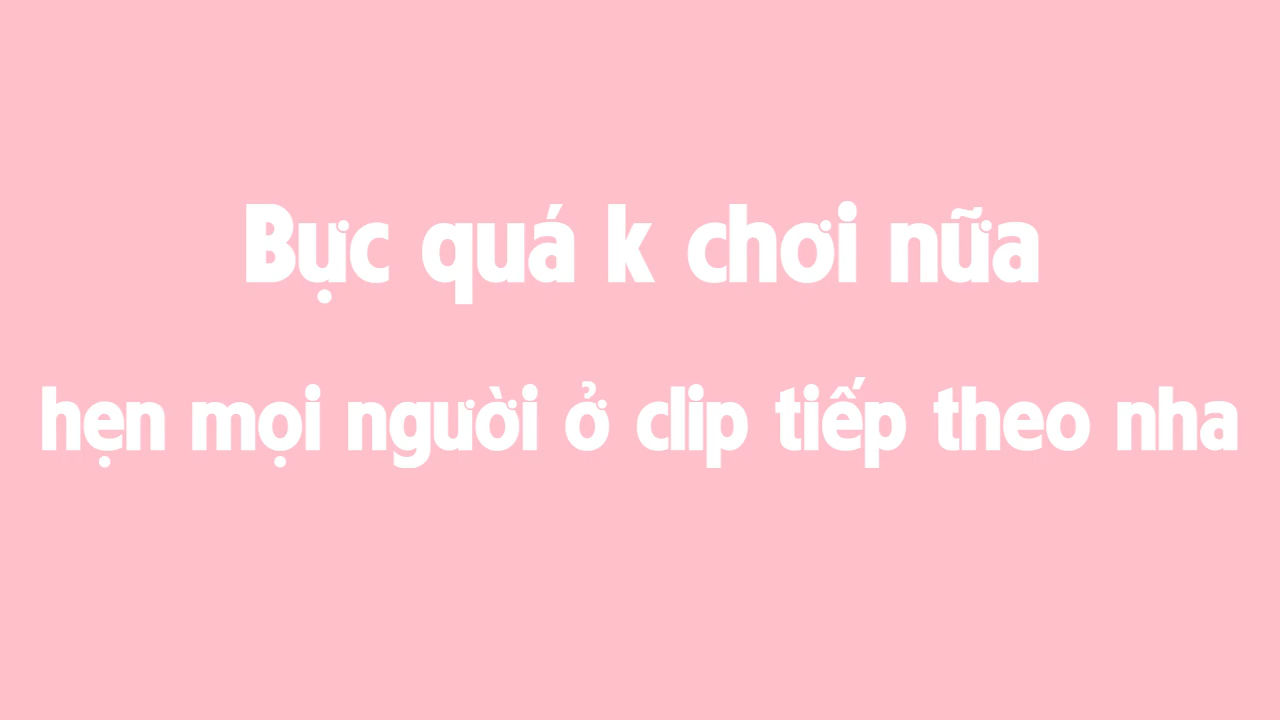 Bực quá k chơi nữa
hẹn mọi người ở clip tiếp theo nha